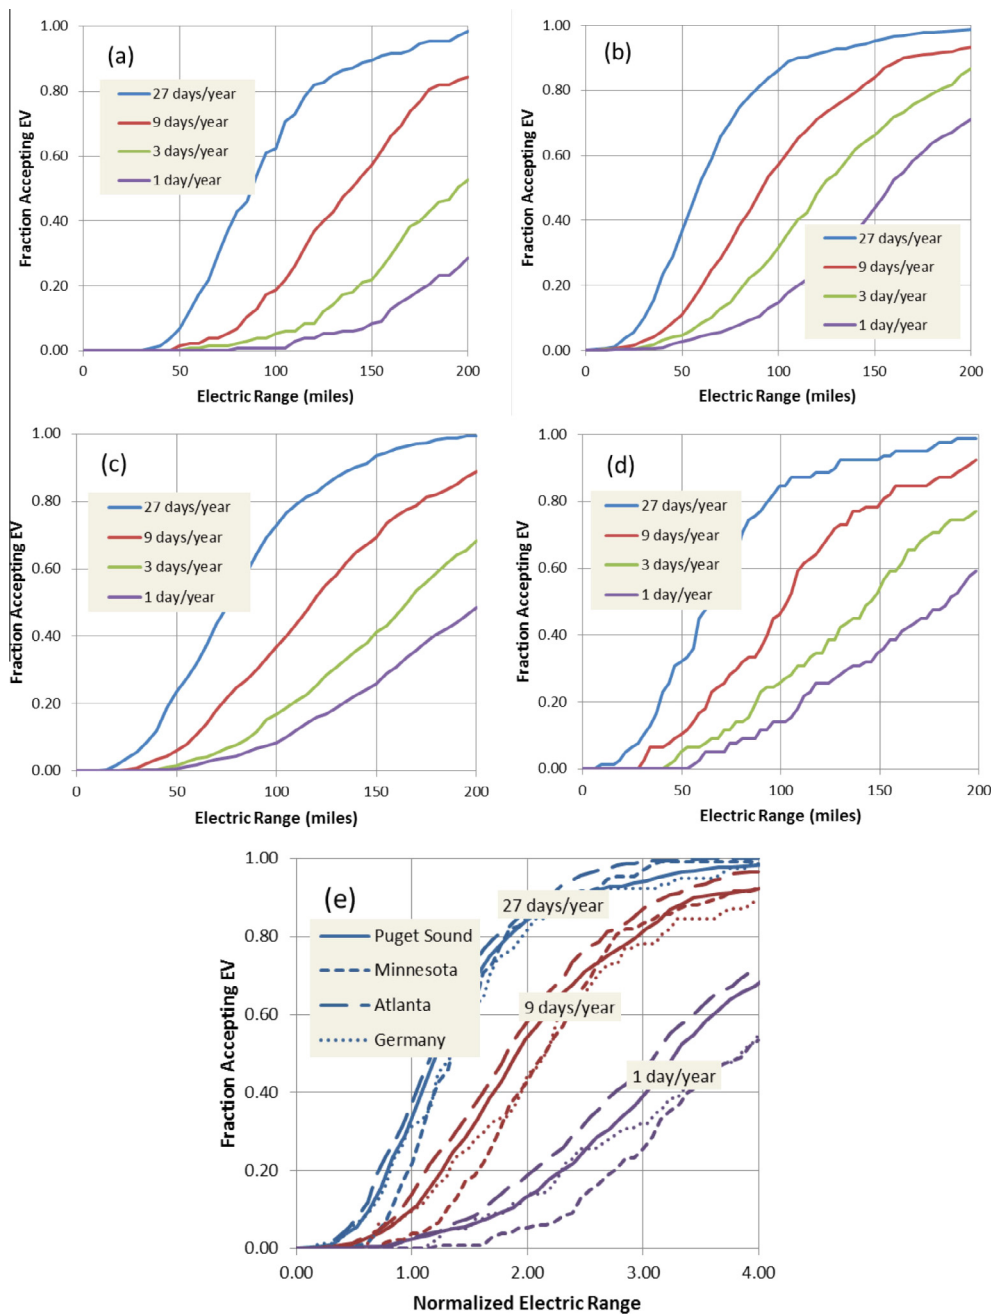 (a)
Fraction Accepting EV
1.00
0.80
0.60
0.40
0.20
0.00
27 days/year
9 days/year
3 days/year
1 day/year
0
50
100
150
200
Electric Range (miles)
(b)
Fraction Accepting EV
1.00
0.80
0.60
0.40
0.20
0.00
27 days/year
9 days/year
3 day/year
1 day/year
0
50
100
150
200
Electric Range (miles)
(c)
Fraction Accepting EV
1.00
0.80
0.60
0.40
0.20
0.00
27 days/year
9 days/year
3 days/year
1 day/year
0
50
100
150
200
Electric Range (miles)
(d)
Fraction Accepting EV
1.00
0.80
0.60
0.40
0.20
0.00
27 days/year
9 days/year
3 days/year
1 day/year
0
50
100
150
200
Electric Range (miles)
(e)
Fraction Accepting EV
1.00
0.80
0.60
0.40
0.20
0.00
Puget Sound
Minnesota
Atlanta
Germany
27 days/year
9 days/year
1 day/year
0.00
1.00
2.00
3.00
4.00
Normalized Electric Range